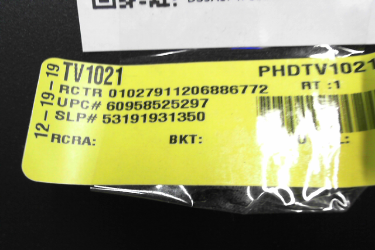 12-19-19
TV1021 PHDTV1021
RCTR 01027911206886772 RT :1
UPC# 60958525297
SLP# 53191931350
RCRA: BKT: